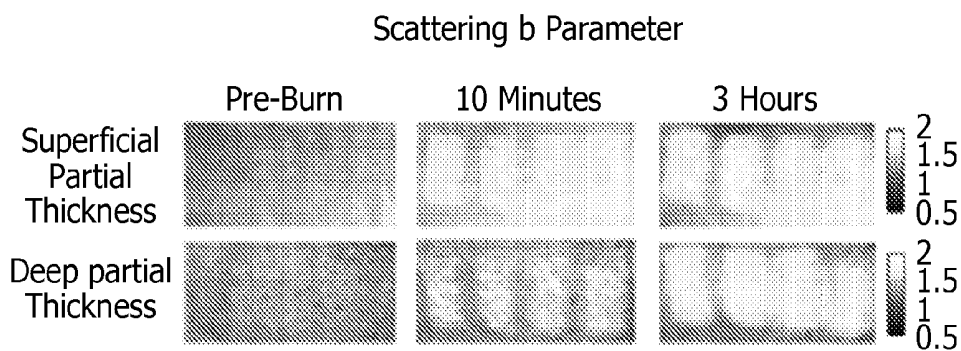 Scattering b Parameter
Pre-Burn 10 Minutes 3 Hours
Superficial
Partial
Thickness
2
1.5
1
0.5
Deep partial
Thickness
2
1.5
1
0.5